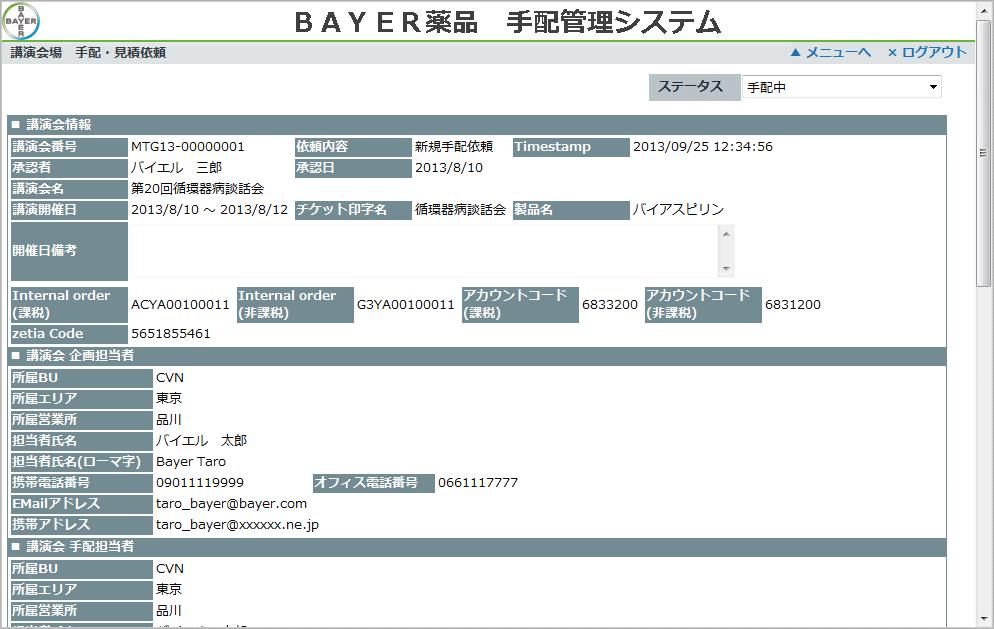 BAYER
BAYER
ＢＡＹＥＲ薬品　手配管理システム
講演会場　手配・見積依頼
▲ メニューへ × ログアウト
ステータス 手配中
■ 講演会情報
講演会番号 MTG13-00000001 依頼内容 新規手配依頼 Timestamp 2013/09/25 12:34:56
承認者 バイエル　三郎 承認日 2013/8/10
講演会名 第20回循環器病談話会
講演開催日 2013/8/10 ～ 2013/8/12 チケット印字名 循環器病談話会 製品名 バイアスピリン
開催日備考
Internal order (課税) ACYA00100011 Internal order (非課税) G3YA00100011 アカウントコード (課税) 6833200 アカウントコード (非課税) 6831200
zetia Code 5651855461
■ 講演会 企画担当者
所属BU CVN
所属エリア 東京
所属営業所 品川
担当者氏名 バイエル　太郎
担当者氏名(ローマ字) Bayer Taro
携帯電話番号 09011119999 オフィス電話番号 0661117777
EMailアドレス taro_bayer@bayer.com
携帯アドレス taro_bayer@xxxxxx.ne.jp
■ 講演会 手配担当者
所属BU CVN
所属エリア 東京
所属営業所 品川